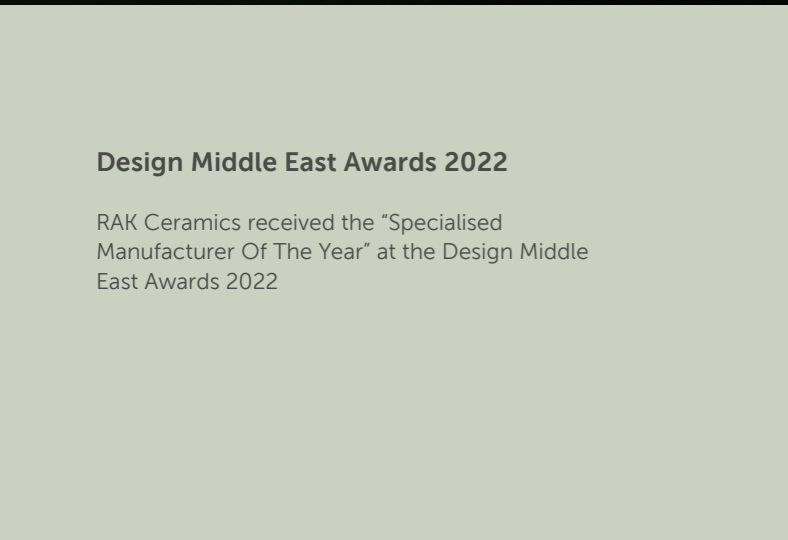 Design Middle East Awards 2022
RAK Ceramics received the “Specialised
Manufacturer Of The Year” at the Design Middle
East Awards 2022